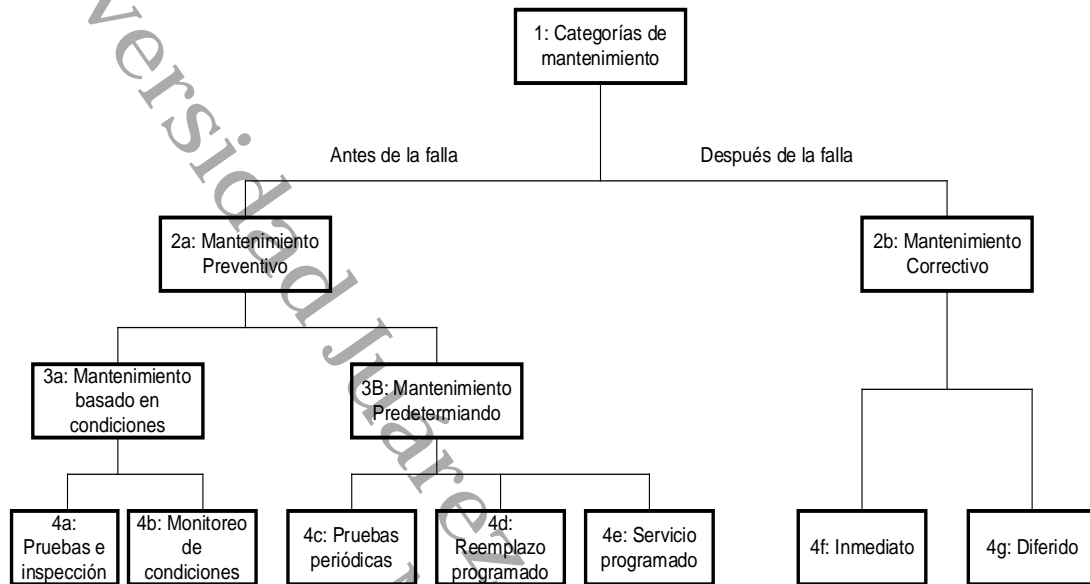 1: Categorías de
mantenimiento
Antes de la falla
Después de la falla
2a: Mantenimiento
Preventivo
2b: Mantenimiento
Correctivo
3a: Mantenimiento
basado en
condiciones
3B: Mantenimiento
Predetermiando
4a:
Pruebas e
inspección
4b: Monitoreo
de
condiciones
4c: Pruebas
periódicas
4d:
Reemplazo
programado
4e: Servicio
programado
4f: Inmediato
4g: Diferido
versidad Juárez